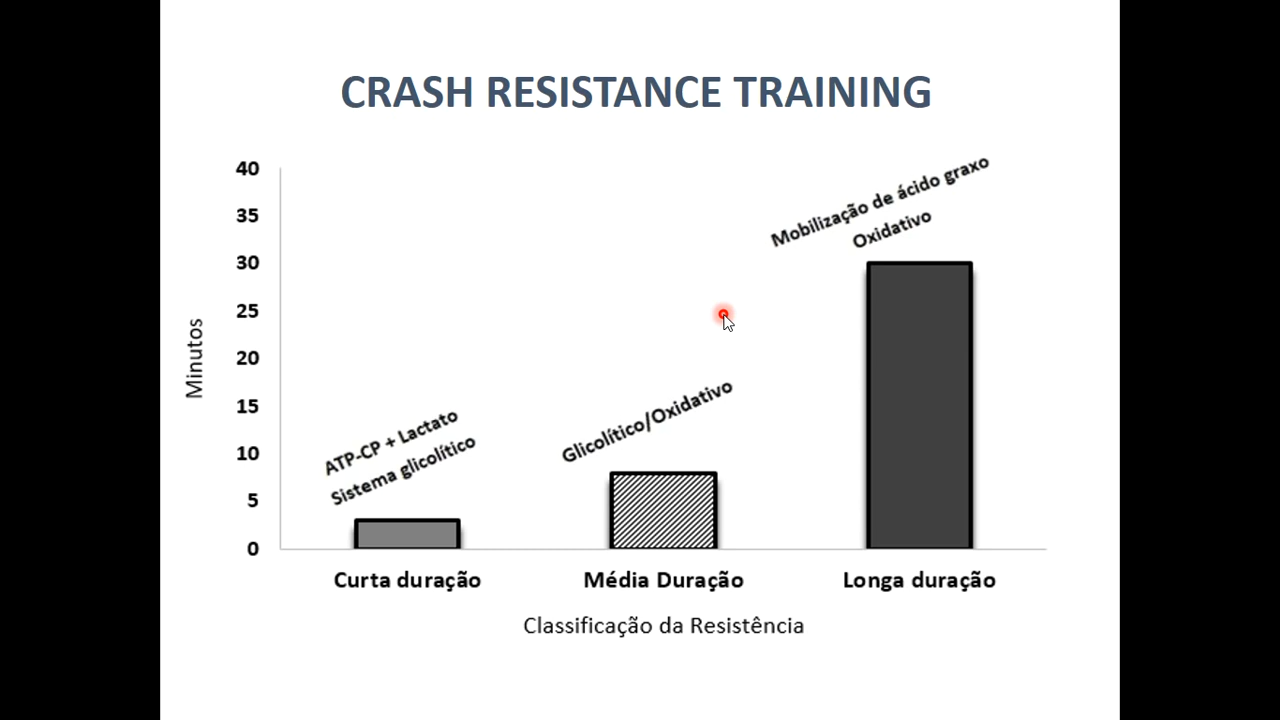 CRASH RESISTANCE TRAINING
40
35
30
25
20
15
10
5
0
Minutos
ATP-CP + Lactato
Sistema glicolítico
Glicolítico/Oxidativo
Mobilização de ácido graxo
Oxidativo
Curta duração
Média Duração
Longa duração
Classificação da Resistência